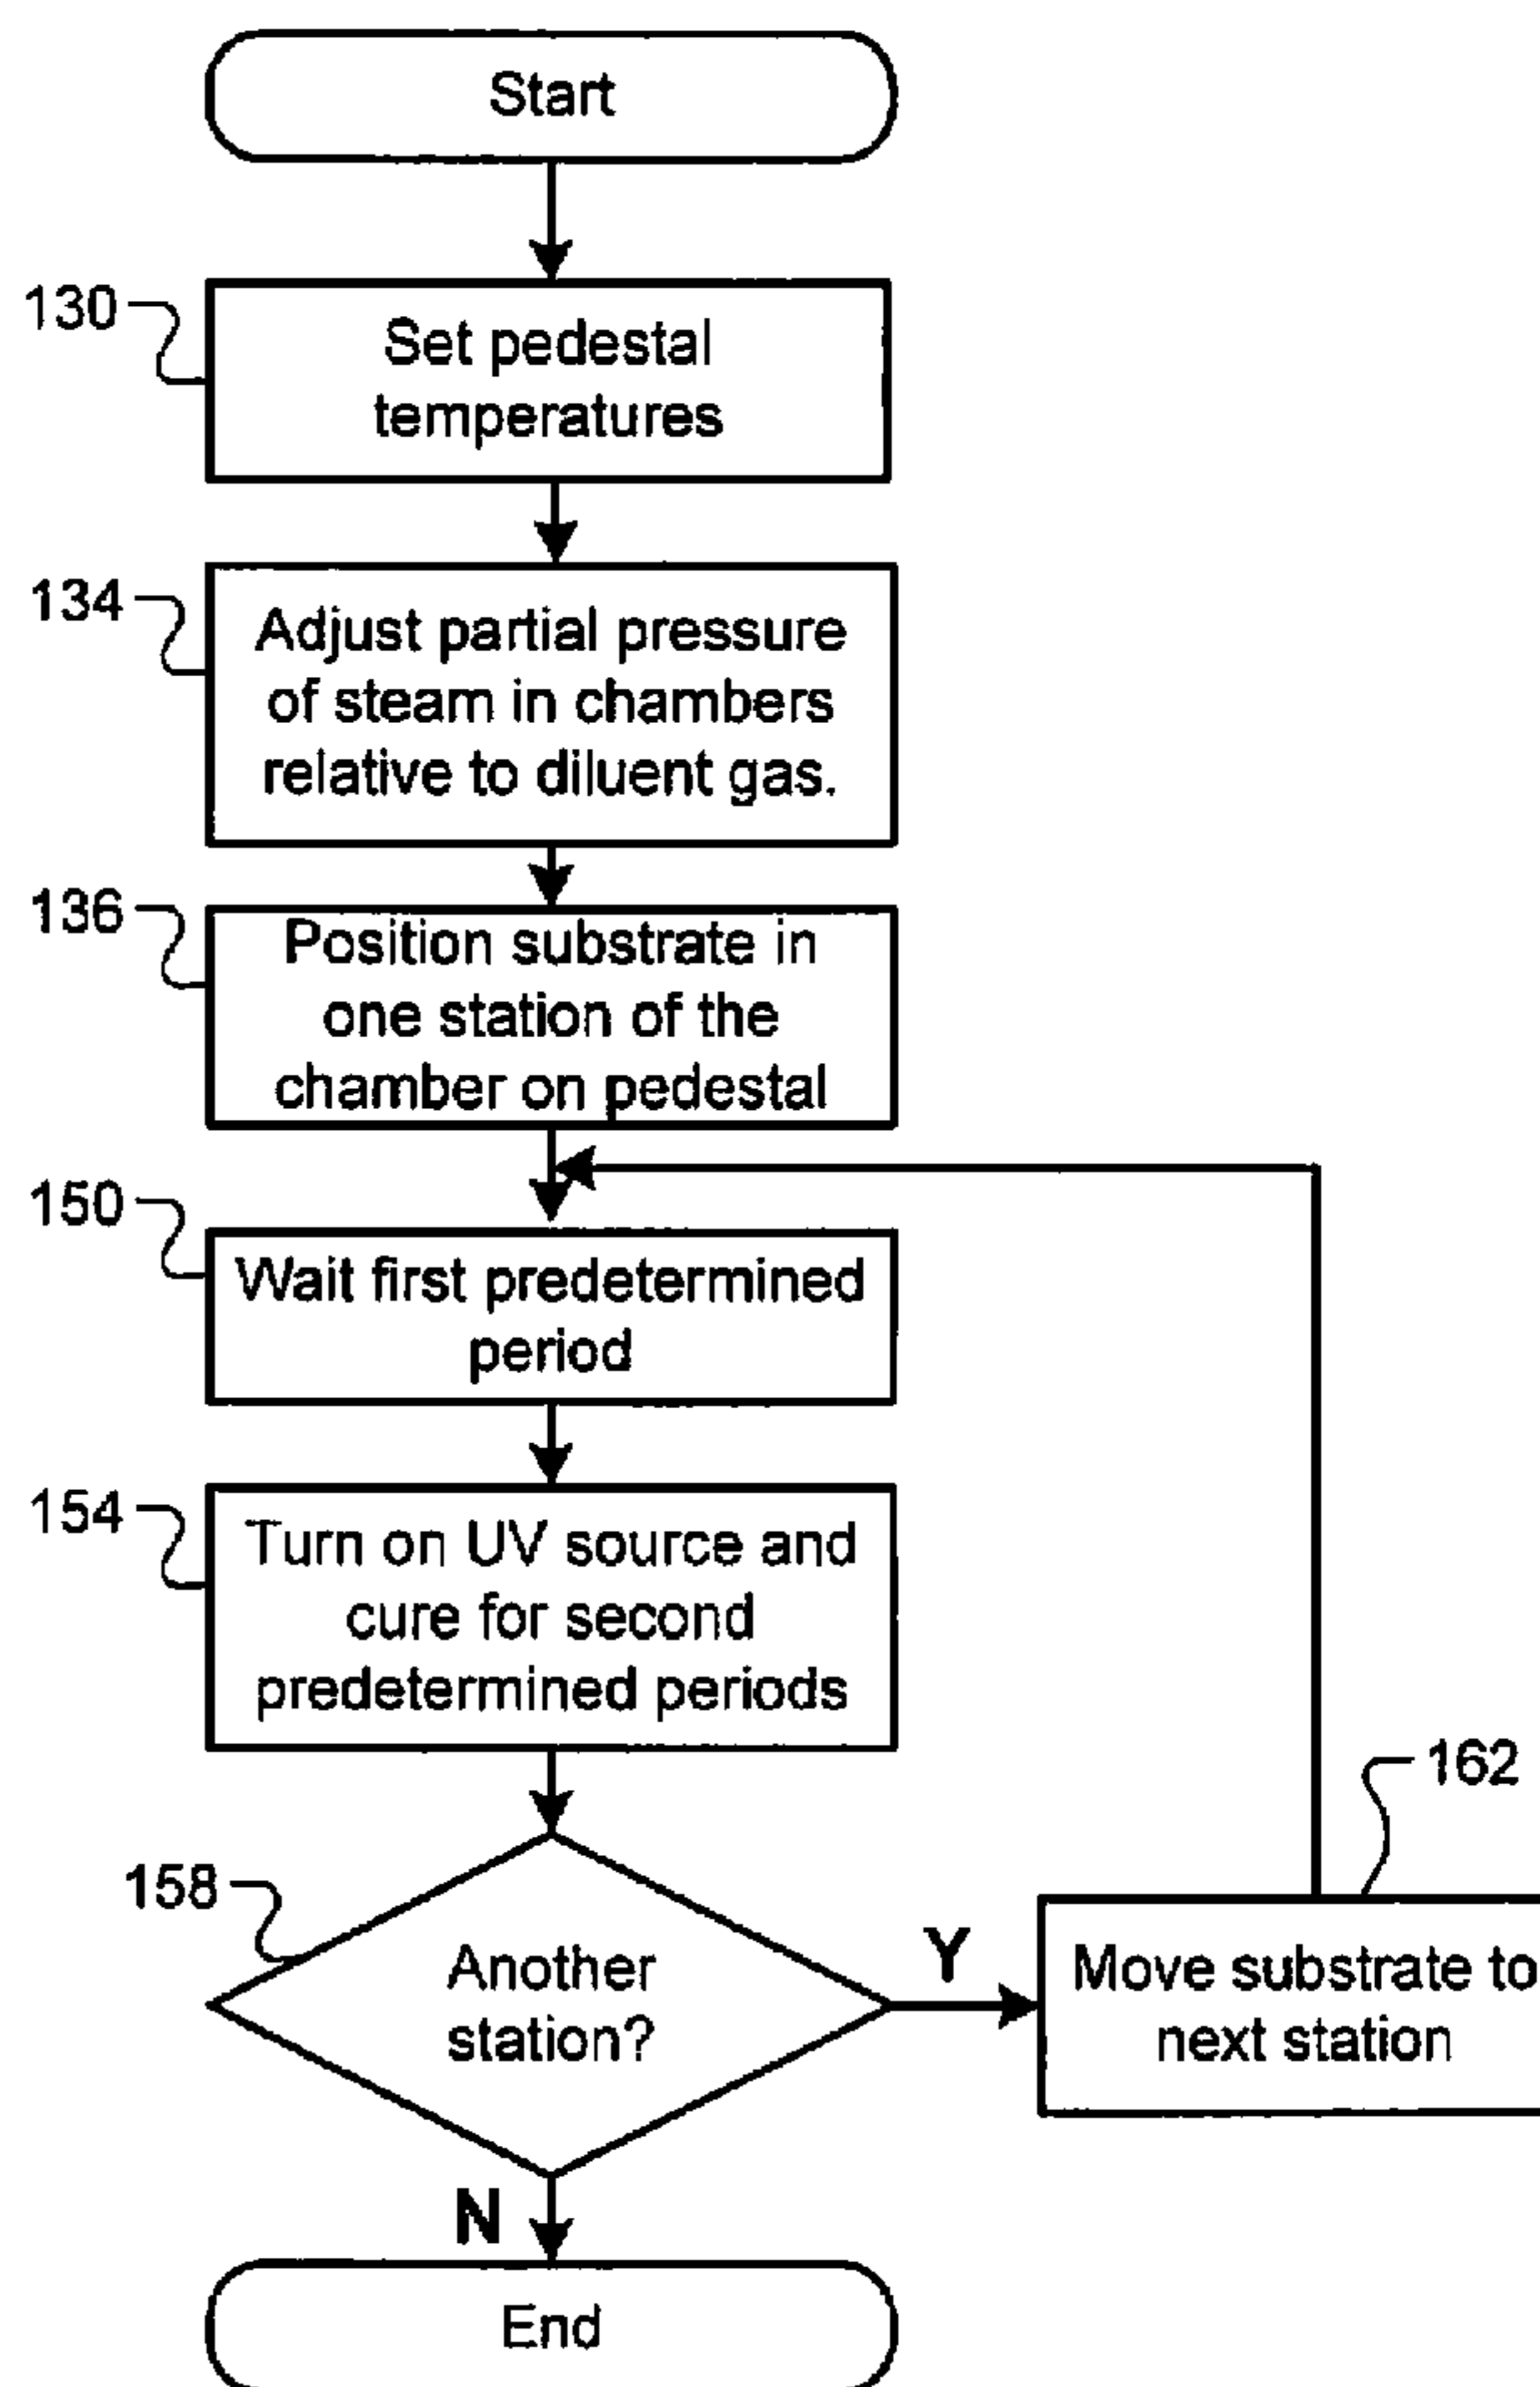 Start
130
Set pedestal
temperatures
134
Adjust partial pressure
of steam in chambers
relative to diluent gas.
136
Position substrate in
one station of the
chamber on pedestal
150
Wait first predetermined
period
154
Turn on UV source and
cure for second
predetermined periods
158
Another
station?
Y
162
Move substrate to
next station
N
End